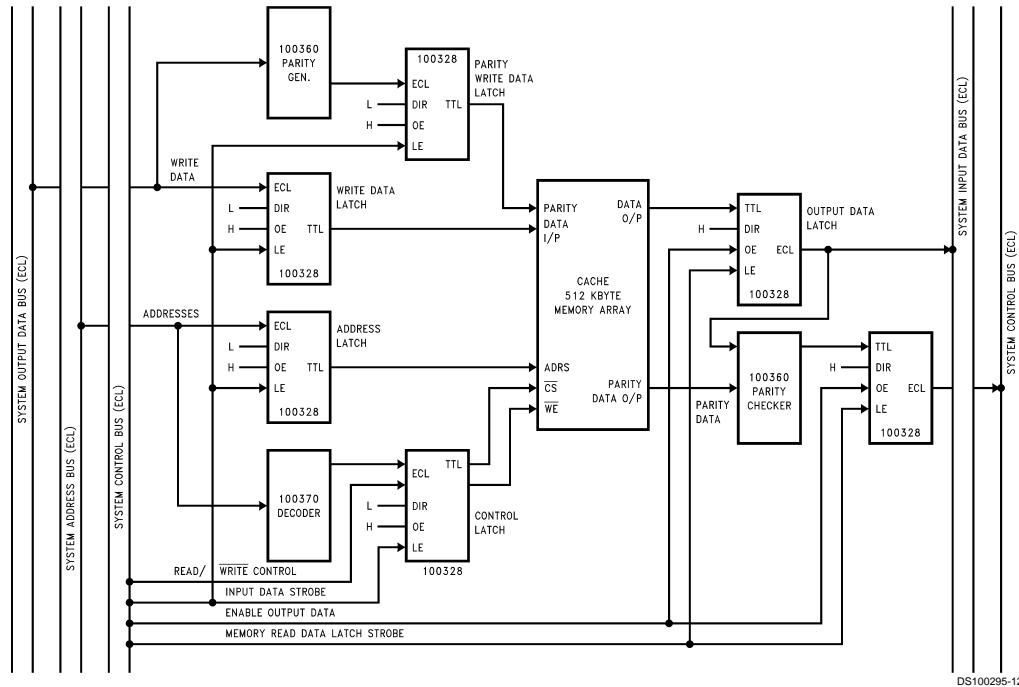 100360
PARITY
GEN.
100328
ECL
DIR
TTL
OE
LE
L
H
PARITY
WRITE DATA
LATCH
WRITE
DATA
ECL
DIR
OE
TTL
LE
100328
L
H
WRITE DATA
LATCH
ADDRESSES
ECL
DIR
OE
TTL
LE
100328
L
H
ADDRESS
LATCH
100370
DECODER
ECL
TTL
DIR
OE
LE
100328
L
H
CONTROL
LATCH
PARITY
DATA
I/P
DATA
O/P
CACHE
512 KBYTE
MEMORY ARRAY
ADRS
CS
WE
PARITY
DATA O/P
TTL
DIR
OE
ECL
LE
100328
H
OUTPUT DATA
LATCH
100360
PARITY
CHECKER
PARITY
DATA
TTL
DIR
OE
ECL
LE
100328
H
READ/ WRITE CONTROL
INPUT DATA STROBE
ENABLE OUTPUT DATA
MEMORY READ DATA LATCH STROBE
SYSTEM OUTPUT DATA BUS (ECL)
SYSTEM ADDRESS BUS (ECL)
SYSTEM CONTROL BUS (ECL)
SYSTEM INPUT DATA BUS (ECL)
SYSTEM CONTROL BUS (ECL)
DS100295-12